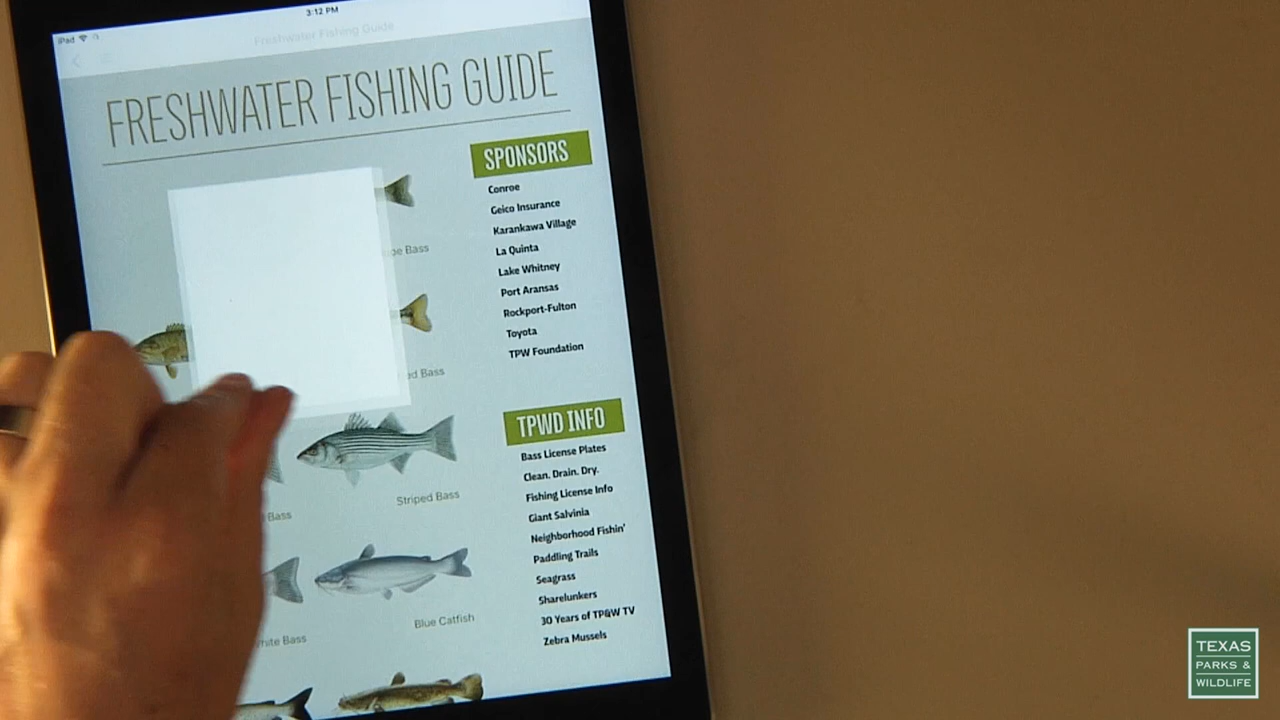 iPad
3:12 PM
Freshwater Fishing Guide
FRESHWATER FISHING GUIDE
SPONSORS
Conroe
Geico Insurance
Karankawa Village
La Quinta
Lake Whitney
Port Aransas
Rockport-Fulton
Toyota
TPW Foundation
Bass
Bass
Striped Bass
Bass
Blue Catfish
Bass
TPWD INFO
Bass License Plates
Clean. Drain. Dry.
Fishing License Info
Giant Salvinia
Neighborhood Fishin'
Paddling Trails
Seagrass
Sharelunkers
30 Years of TP&W TV
Zebra Mussels
TEXAS
PARKS &
WILDLIFE